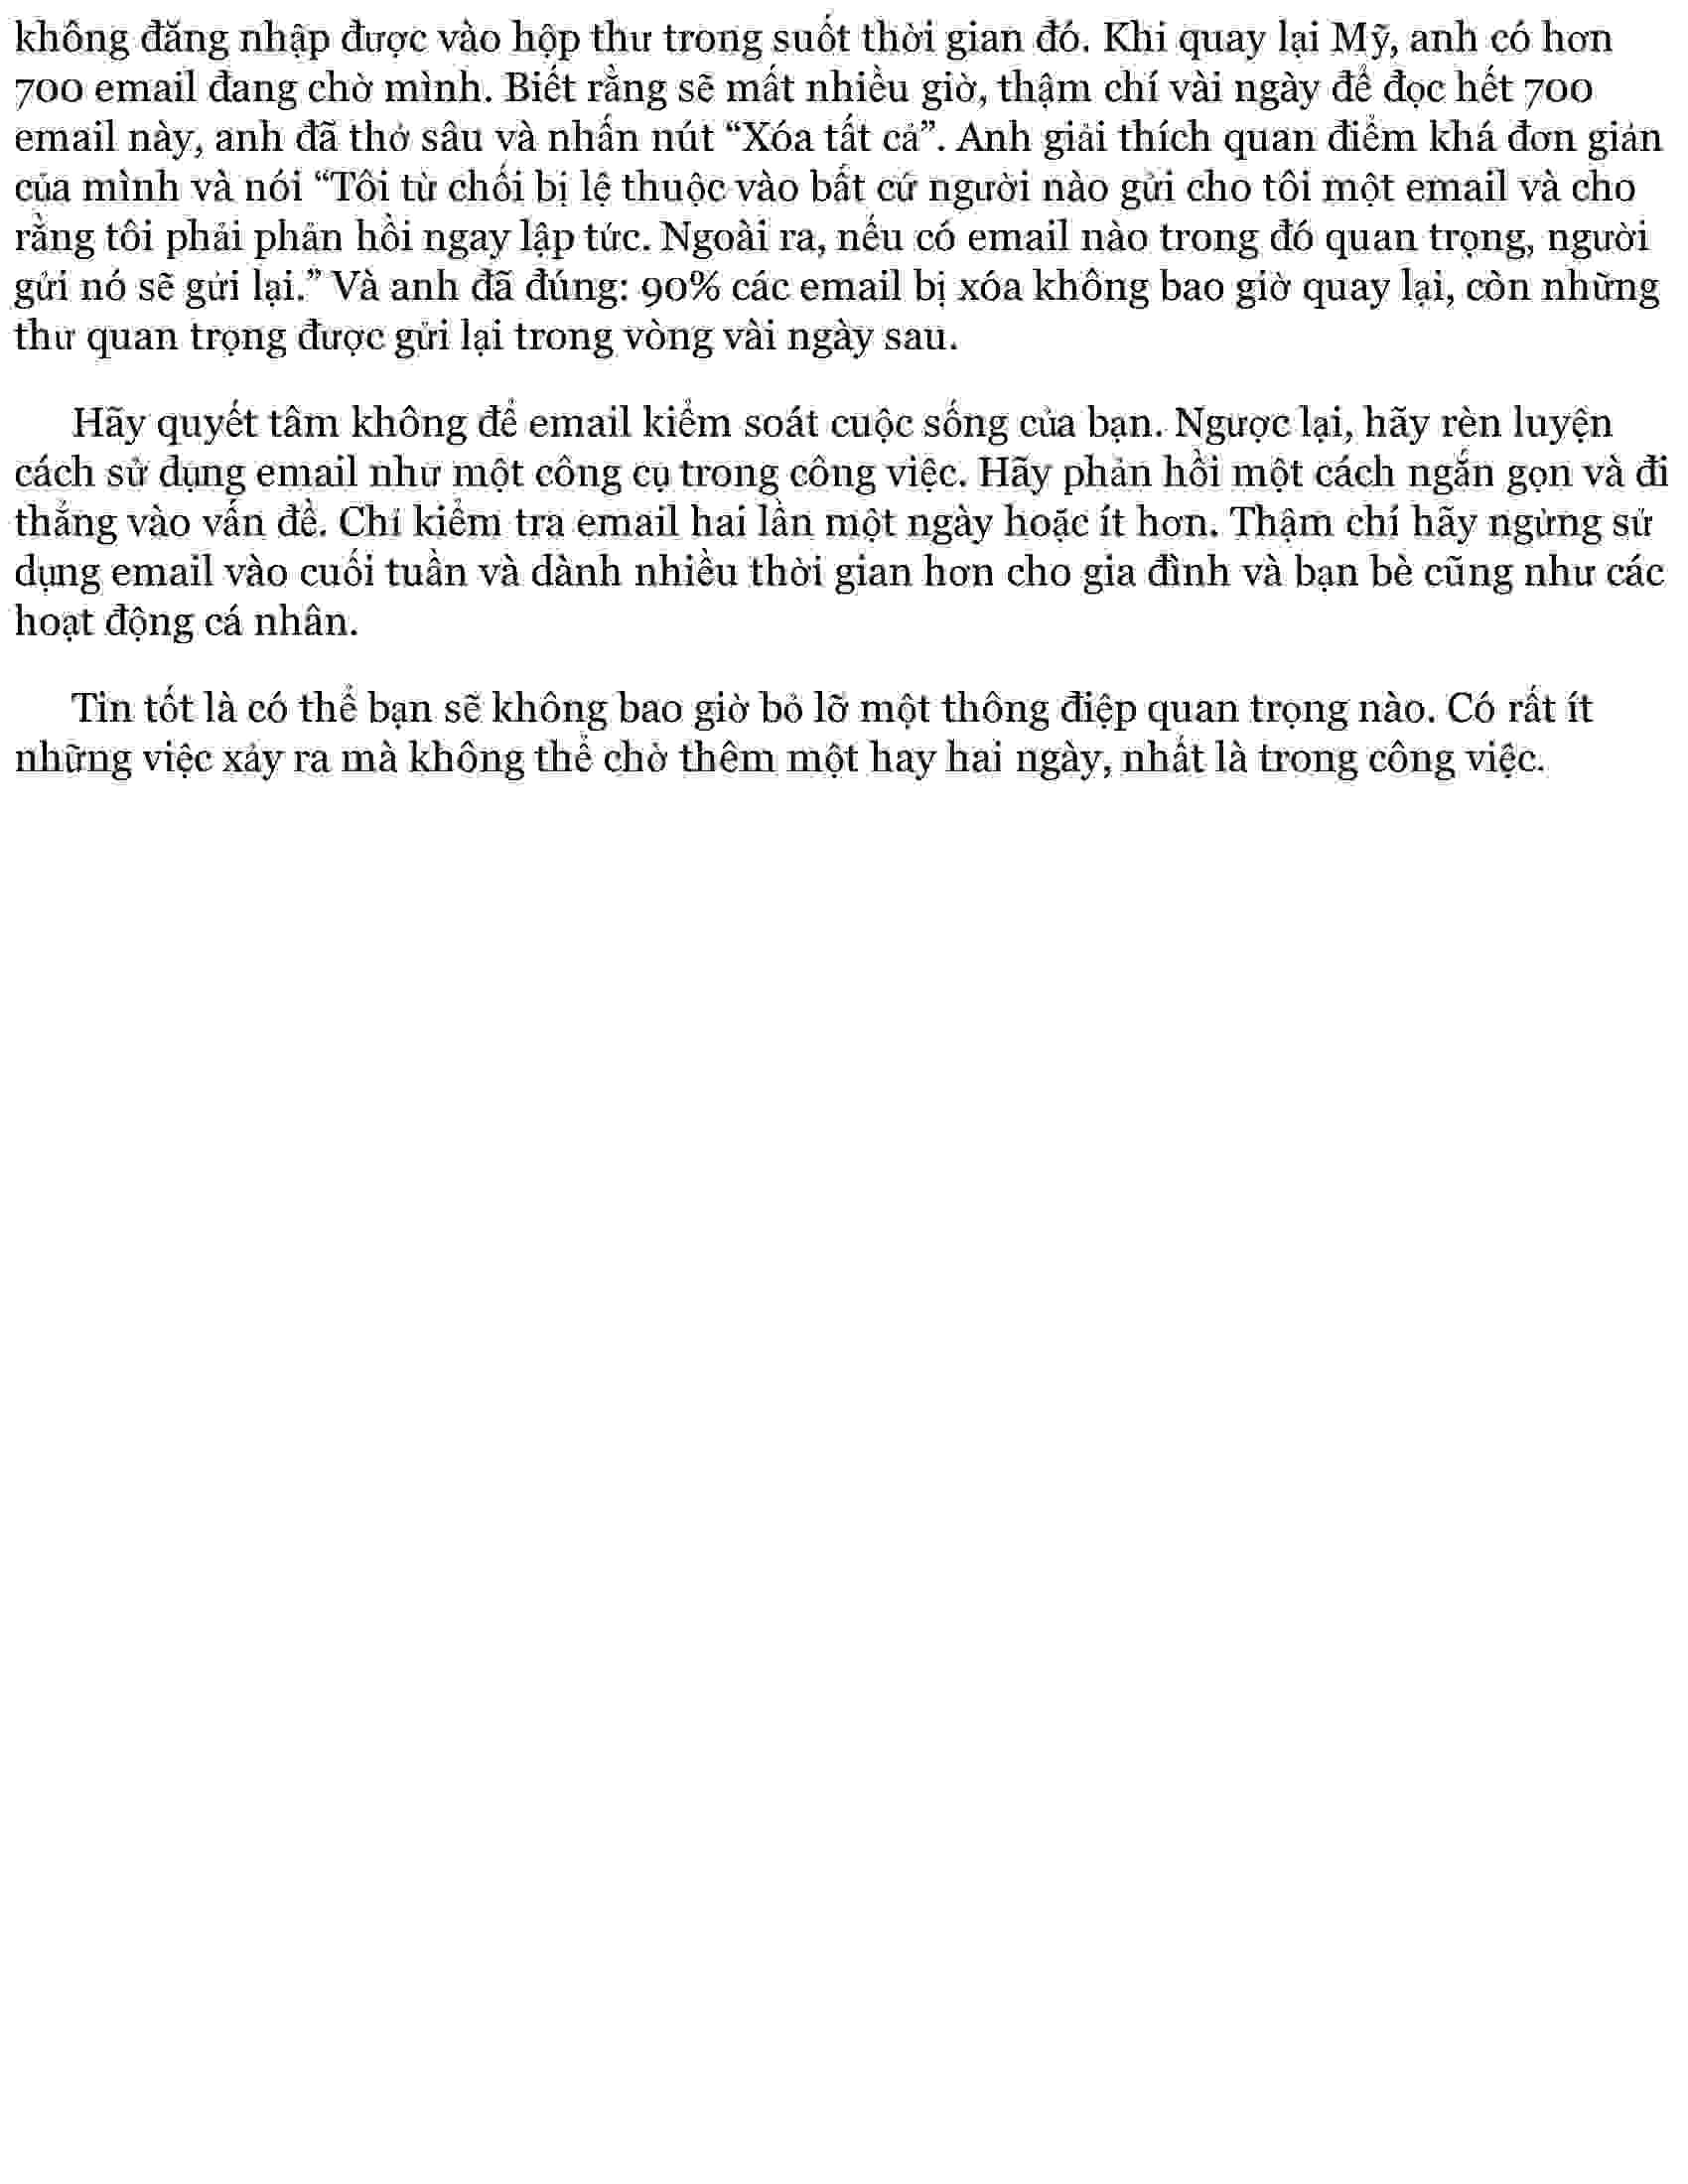 không đăng nhập được vào hộp thư trong suốt thời gian đó. Khi quay lại Mỹ, anh có hơn
700 email đang chờ mình. Biết rằng sẽ mất nhiều giờ, thậm chí vài ngày để đọc hết 700
email này, anh đã thở sâu và nhấn nút “Xóa tất cả”. Anh giải thích quan điểm khá đơn giản
của mình và nói “Tôi từ chối bị lệ thuộc vào bất cứ người nào gửi cho tôi một email và cho
rằng tôi phải phản hồi ngay lập tức. Ngoài ra, nếu có email nào trong đó quan trọng, người
gửi nó sẽ gửi lại.” Và anh đã đúng: 90% các email bị xóa không bao giờ quay lại, còn những
thư quan trọng được gửi lại trong vòng vài ngày sau.
Hãy quyết tâm không để email kiểm soát cuộc sống của bạn. Ngược lại, hãy rèn luyện
cách sử dụng email như một công cụ trong công việc. Hãy phản hồi một cách ngắn gọn và đi
thẳng vào vấn đề. Chỉ kiểm tra email hai lần một ngày hoặc ít hơn. Thậm chí hãy ngừng sử
dụng email vào cuối tuần và dành nhiều thời gian hơn cho gia đình và bạn bè cũng như các
hoạt động cá nhân.
Tin tốt là có thể bạn sẽ không bao giờ bỏ lỡ một thông điệp quan trọng nào. Có rất ít
những việc xảy ra mà không thể chờ thêm một hay hai ngày, nhất là trong công việc.